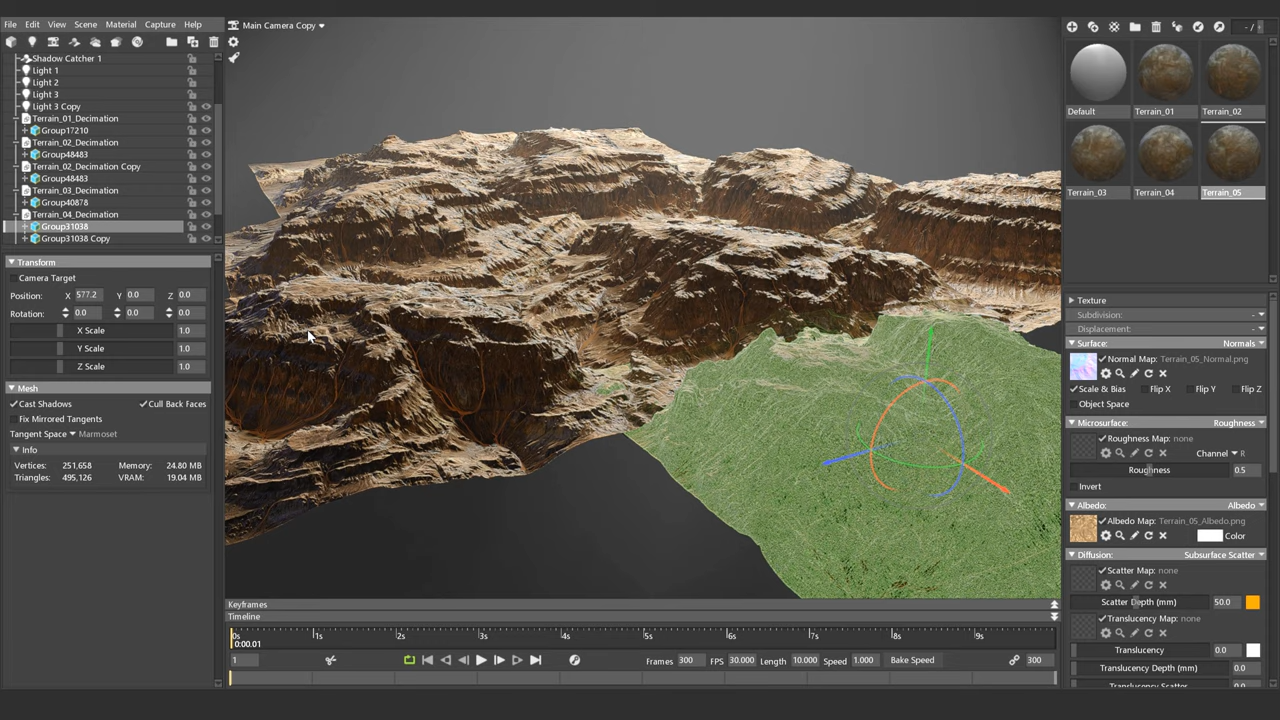 File Edit View Scene Material Capture Help
Main Camera Copy
Shadow Catcher 1
Light 1
Light 2
Light 3
Light 3 Copy
Terrain_01_Decimation
Group17210
Terrain_02_Decimation
Group48483
Terrain_02_Decimation Copy
Group48483
Terrain_03_Decimation
Group40878
Terrain_04_Decimation
Group31038
Group31038 Copy
Transform
Camera Target
Position: X 577.2 Y 0.0 Z 0.0
Rotation: 0.0 0.0 0.0
X Scale 1.0
Y Scale 1.0
Z Scale 1.0
Mesh
Cast Shadows Cull Back Faces
Fix Mirrored Tangents
Tangent Space Marmoset
Info
Vertices: 251,658 Memory: 24.80 MB
Triangles: 495,126 VRAM: 19.04 MB
Keyframes
Timeline
0s 1s 2s 3s 4s 5s 6s 7s 8s 9s
0:00.01
1 Frames 300 FPS 30.000 Length 10.000 Speed 1.000 Bake Speed 300
- /
Default Terrain_01 Terrain_02
Terrain_03 Terrain_04 Terrain_05
Texture
Subdivision: -
Displacement: -
Surface: Normals
Normal Map: Terrain_05_Normal.png
Scale & Bias Flip X Flip Y Flip Z
Object Space
Microsurface: Roughness
Roughness Map: none
Channel R
Roughness 0.5
Invert
Albedo: Albedo
Albedo Map: Terrain_05_Albedo.png
Color
Diffusion: Subsurface Scatter
Scatter Map: none
Scatter Depth (mm) 50.0
Translucency Map: none
Translucency 0.0
Translucency Depth (mm) 0.0
Translucency Scatter 0.0